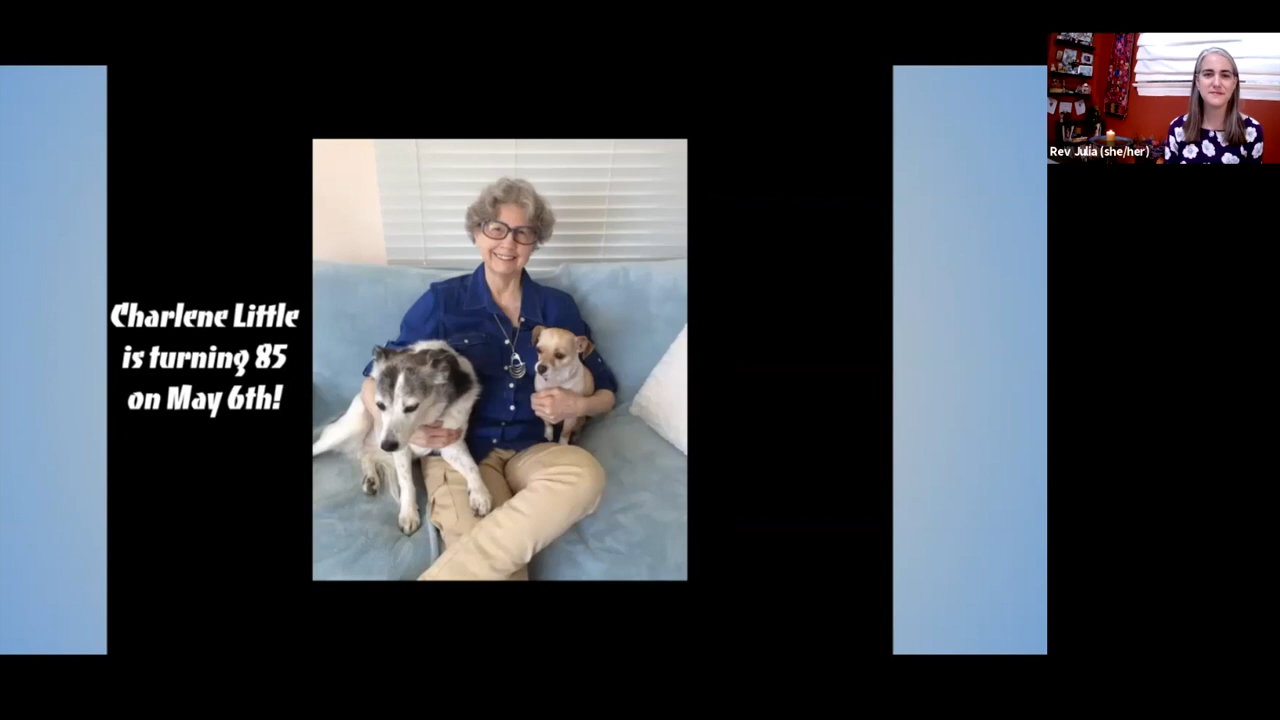 Charlene Little
is turning 85
on May 6th!
Rev Julia (she/her)